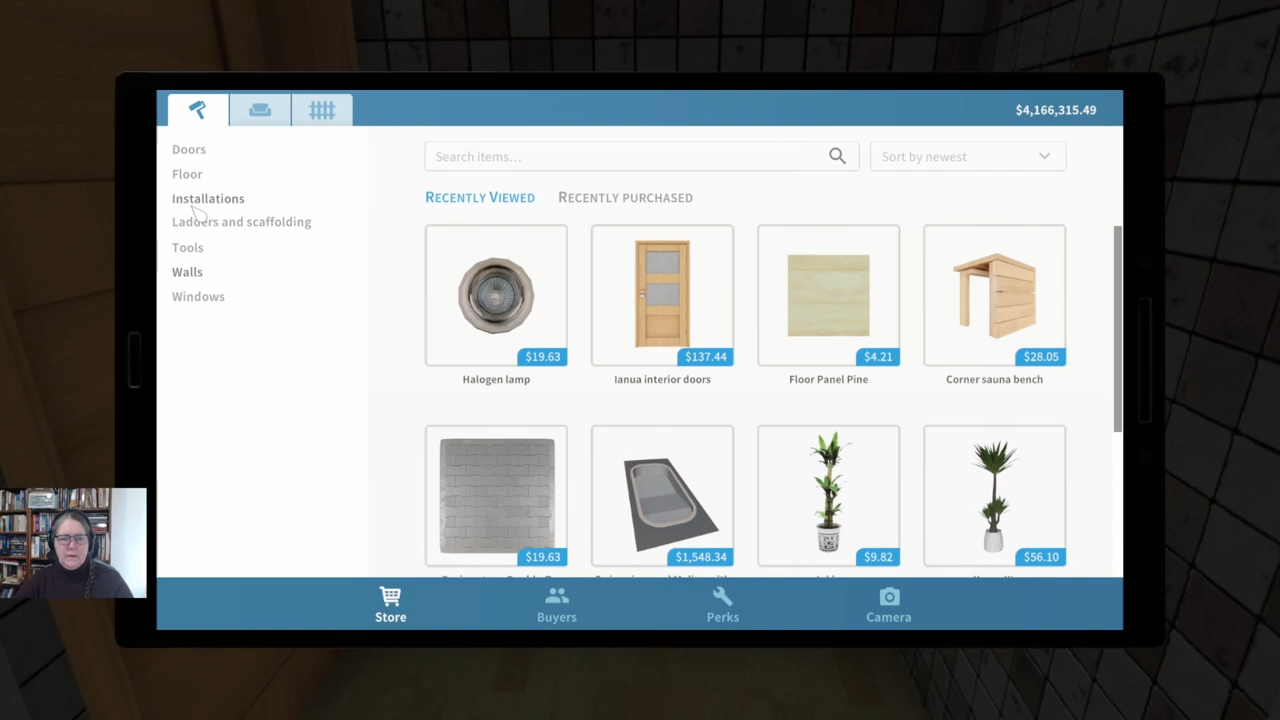 $4,166,315.49
Doors
Floor
Installations
Ladders and scaffolding
Tools
Walls
Windows
Search items...
Sort by newest
RECENTLY VIEWED
RECENTLY PURCHASED
$19.63
$137.44
$4.21
$28.05
Halogen lamp
Ianua interior doors
Floor Panel Pine
Corner sauna bench
$19.63
$1,548.34
$9.82
$56.10
Store
Buyers
Perks
Camera